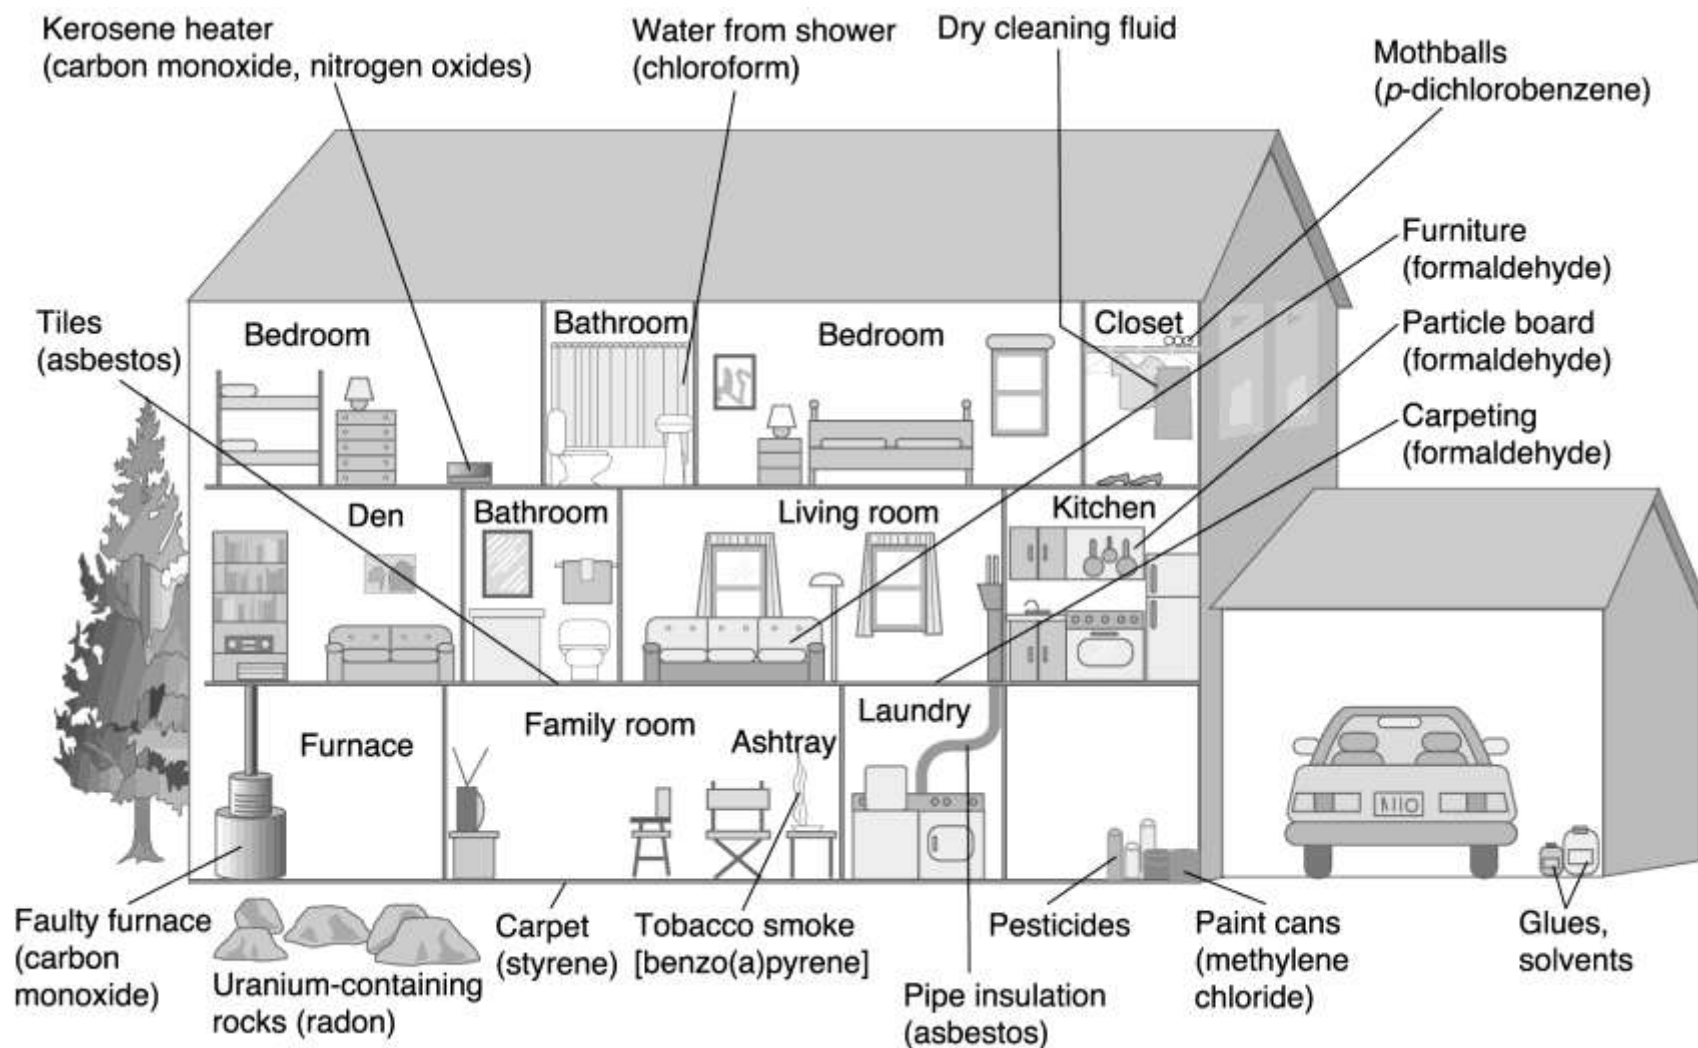 Kerosene heater
(carbon monoxide, nitrogen oxides)
Water from shower
(chloroform)
Dry cleaning fluid
Mothballs
(p-dichlorobenzene)
Furniture
(formaldehyde)
Particle board
(formaldehyde)
Carpeting
(formaldehyde)
Tiles
(asbestos)
Bedroom
Bathroom
Bedroom
Closet
Den
Bathroom
Living room
Kitchen
Furnace
Family room
Ashtray
Laundry
Faulty furnace
(carbon
monoxide)
Uranium-containing
rocks (radon)
Carpet
(styrene)
Tobacco smoke
[benzo(a)pyrene]
Pesticides
Pipe insulation
(asbestos)
Paint cans
(methylene
chloride)
Glues,
solvents